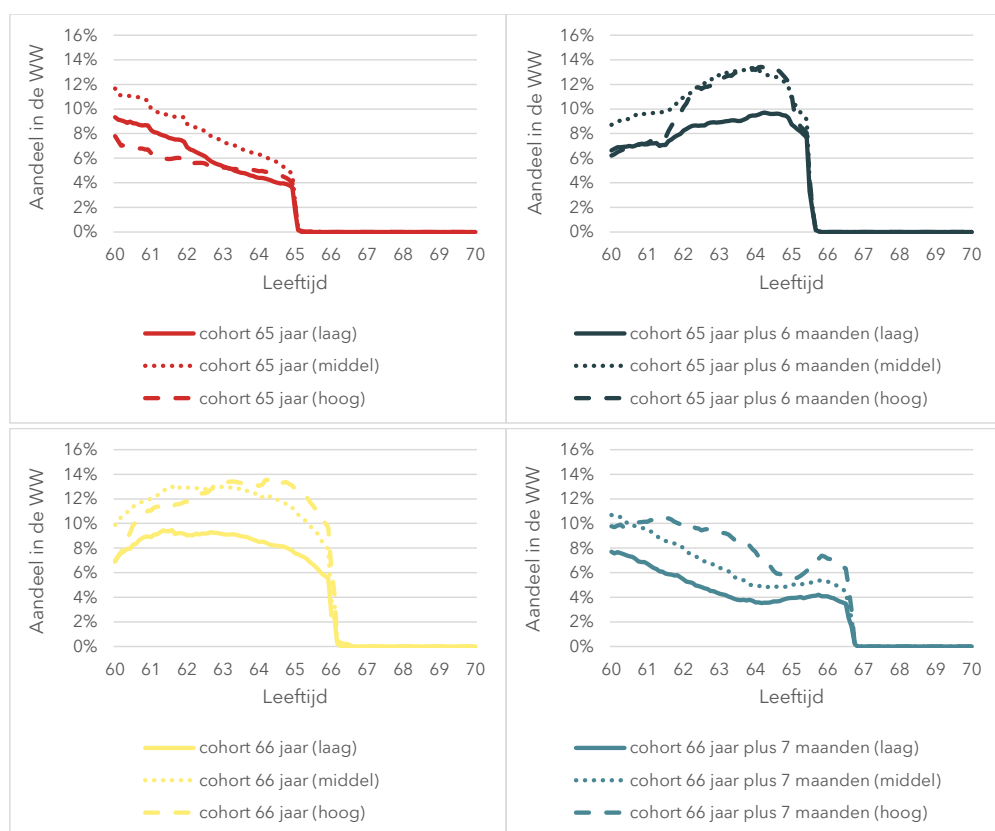 Aandeel in de WW
16%
14%
12%
10%
8%
6%
4%
2%
0%
60 61 62 63 64 65 66 67 68 69 70
Leeftijd
cohort 65 jaar (laag)
cohort 65 jaar (middel)
cohort 65 jaar (hoog)
Aandeel in de WW
16%
14%
12%
10%
8%
6%
4%
2%
0%
60 61 62 63 64 65 66 67 68 69 70
Leeftijd
cohort 65 jaar plus 6 maanden (laag)
cohort 65 jaar plus 6 maanden (middel)
cohort 65 jaar plus 6 maanden (hoog)
Aandeel in de WW
16%
14%
12%
10%
8%
6%
4%
2%
0%
60 61 62 63 64 65 66 67 68 69 70
Leeftijd
cohort 66 jaar (laag)
cohort 66 jaar (middel)
cohort 66 jaar (hoog)
Aandeel in de WW
16%
14%
12%
10%
8%
6%
4%
2%
0%
60 61 62 63 64 65 66 67 68 69 70
Leeftijd
cohort 66 jaar plus 7 maanden (laag)
cohort 66 jaar plus 7 maanden (middel)
cohort 66 jaar plus 7 maanden (hoog)